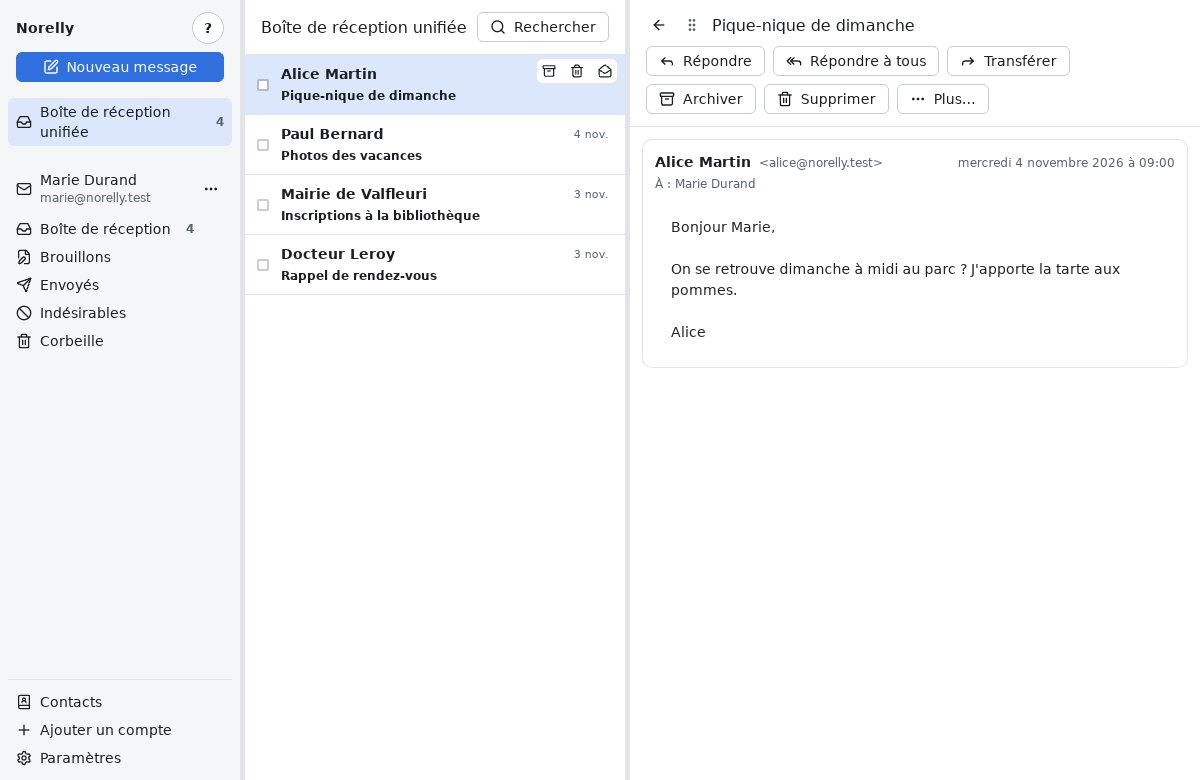 Norelly
?
Nouveau message
Boîte de réception
unifiée
4
Marie Durand
marie@norelly.test
Boîte de réception 4
Brouillons
Envoyés
Indésirables
Corbeille
Contacts
Ajouter un compte
Paramètres
Boîte de réception unifiée
Rechercher
Alice Martin
Pique-nique de dimanche
Paul Bernard 4 nov.
Photos des vacances
Mairie de Valfleuri 3 nov.
Inscriptions à la bibliothèque
Docteur Leroy 3 nov.
Rappel de rendez-vous
Pique-nique de dimanche
Répondre Répondre à tous Transférer
Archiver Supprimer Plus...
Alice Martin <alice@norelly.test> mercredi 4 novembre 2026 à 09:00
À : Marie Durand
Bonjour Marie,
On se retrouve dimanche à midi au parc ? J'apporte la tarte aux
pommes.
Alice